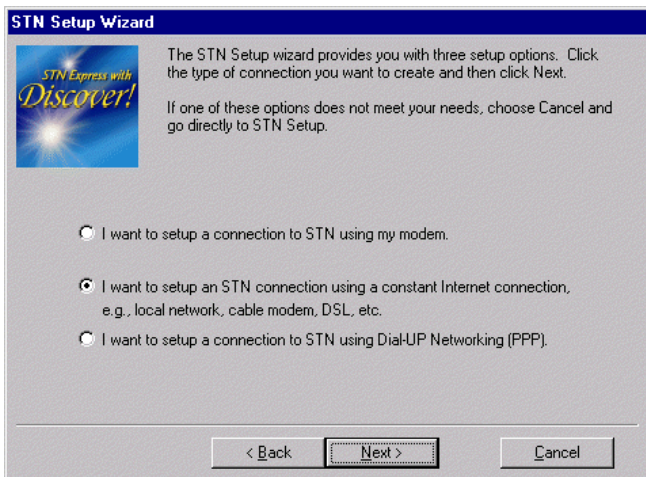 STN Setup Wizard
STN Express with
Discover!
The STN Setup wizard provides you with three setup options. Click
the type of connection you want to create and then click Next.
If one of these options does not meet your needs, choose Cancel and
go directly to STN Setup.
I want to setup a connection to STN using my modem.
I want to setup an STN connection using a constant Internet connection,
e.g., local network, cable modem, DSL, etc.
I want to setup a connection to STN using Dial-UP Networking (PPP).
< Back Next > Cancel